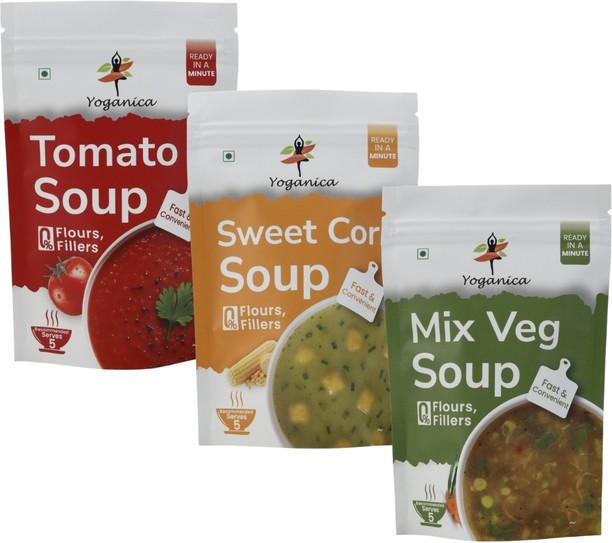 READY
IN A
MINUTE
Yoganica
Tomato
Soup
0%
Flours,
Fillers
Fast &
Convenient
Recommended
Serves
5
READY
IN A
MINUTE
Yoganica
Sweet Cor
Soup
0%
Flours,
Fillers
Fast &
Convenient
Recommended
Serves
5
READY
IN A
MINUTE
Yoganica
Mix Veg
Soup
0%
Flours,
Fillers
Fast &
Convenient
Recommended
Serves
5